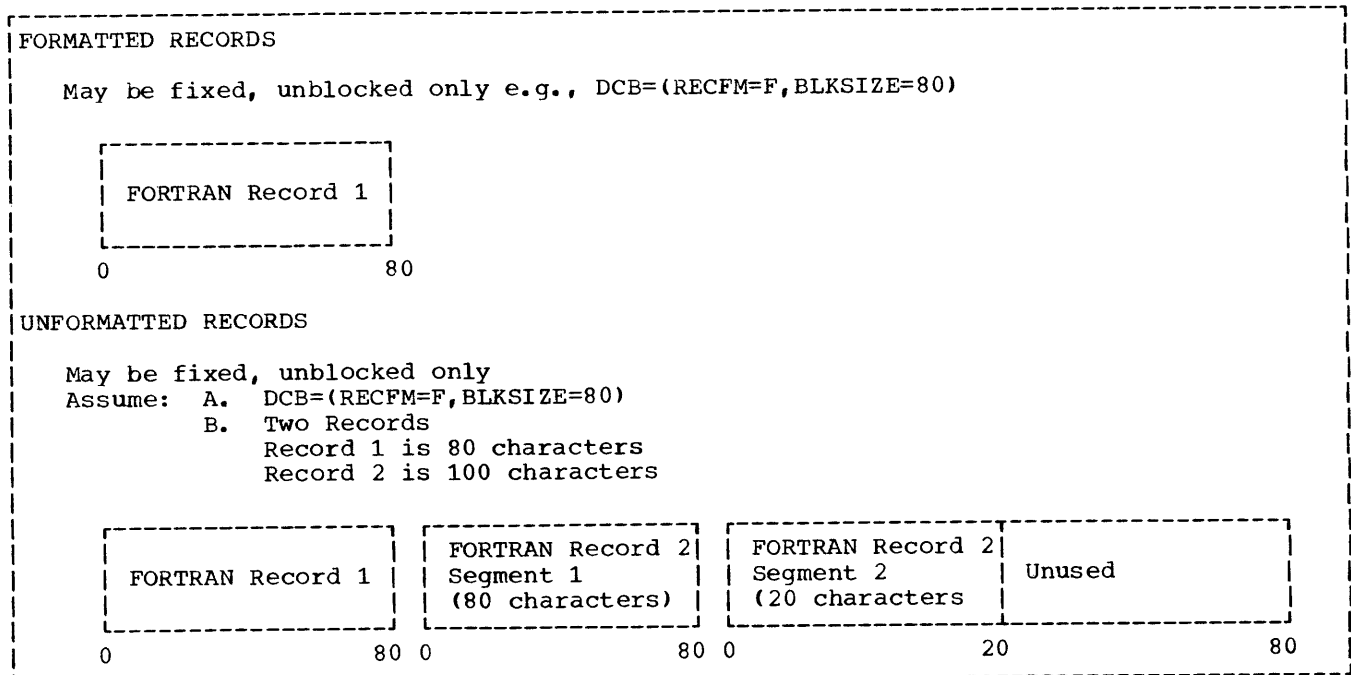 FORMATTED RECORDS
May be fixed, unblocked only e.g., DCB=(RECFM=F,BLKSIZE=80)
FORTRAN Record 1
0 80
UNFORMATTED RECORDS
May be fixed, unblocked only
Assume: A. DCB=(RECFM=F,BLKSIZE=80)
B. Two Records
Record 1 is 80 characters
Record 2 is 100 characters
FORTRAN Record 1
FORTRAN Record 2
Segment 1
(80 characters)
FORTRAN Record 2
Segment 2
(20 characters
Unused
0 80 0 80 0 20 80